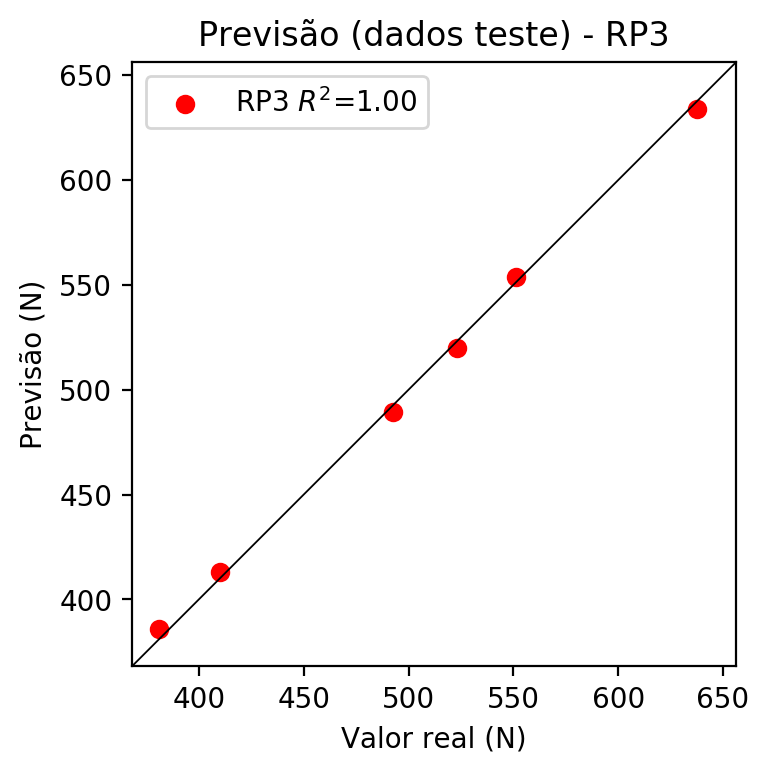 Previsão (dados teste) - RP3
RP3 R²=1.00
Previsão (N)
650
600
550
500
450
400
400 450 500 550 600 650
Valor real (N)